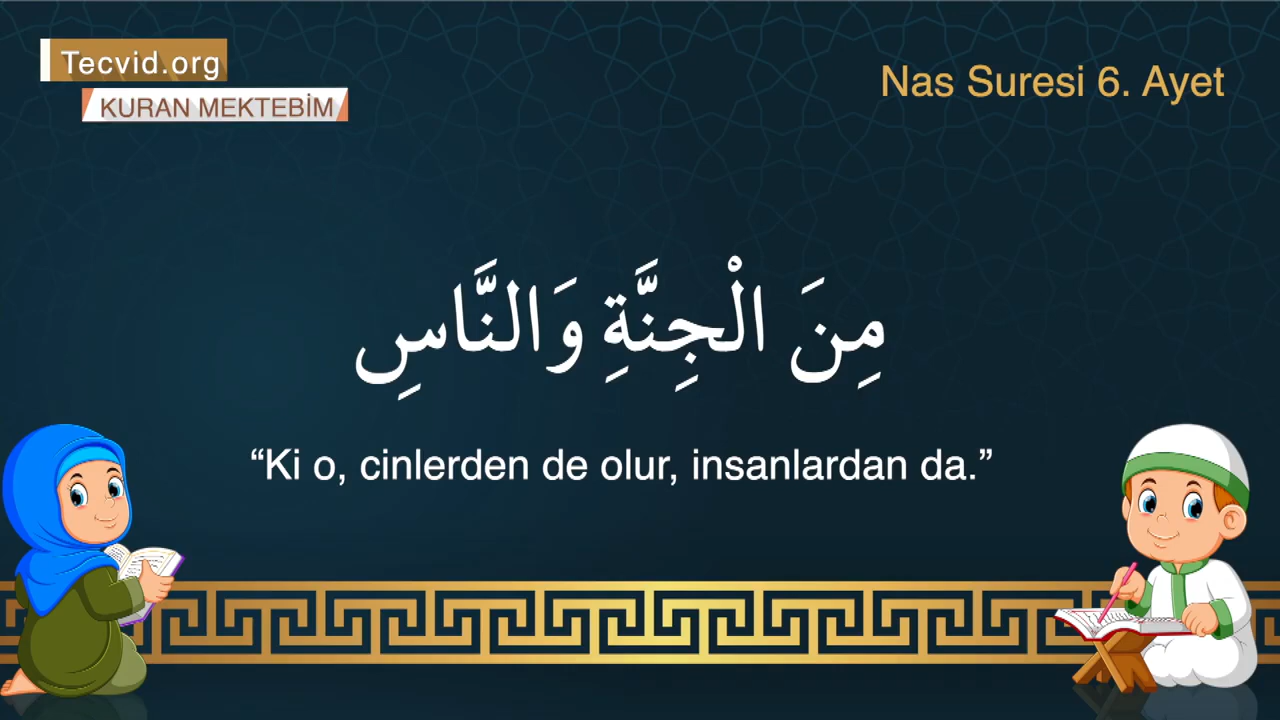 Tecvid.org
KURAN MEKTEBİM
Nas Suresi 6. Ayet
مِنَ الْجِنَّةِ وَالنَّاسِ
“Ki o, cinlerden de olur, insanlardan da.”